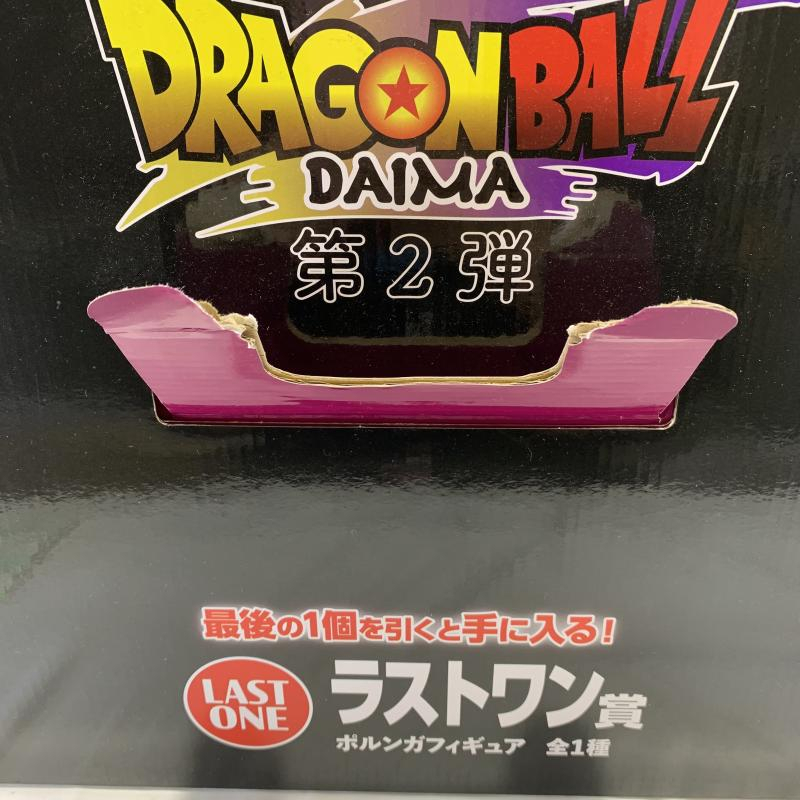 DRAGON BALL
DAIMA
第2弾
最後の1個を引くと手に入る!
LAST
ONE
ラストワン賞
ポルンガフィギュア 全1種